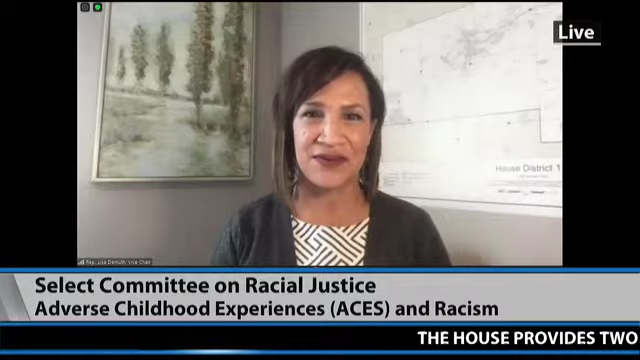 Live
House District 1
Rep. Lisa Demuth, Vice Chair
Select Committee on Racial Justice
Adverse Childhood Experiences (ACES) and Racism
THE HOUSE PROVIDES TWO